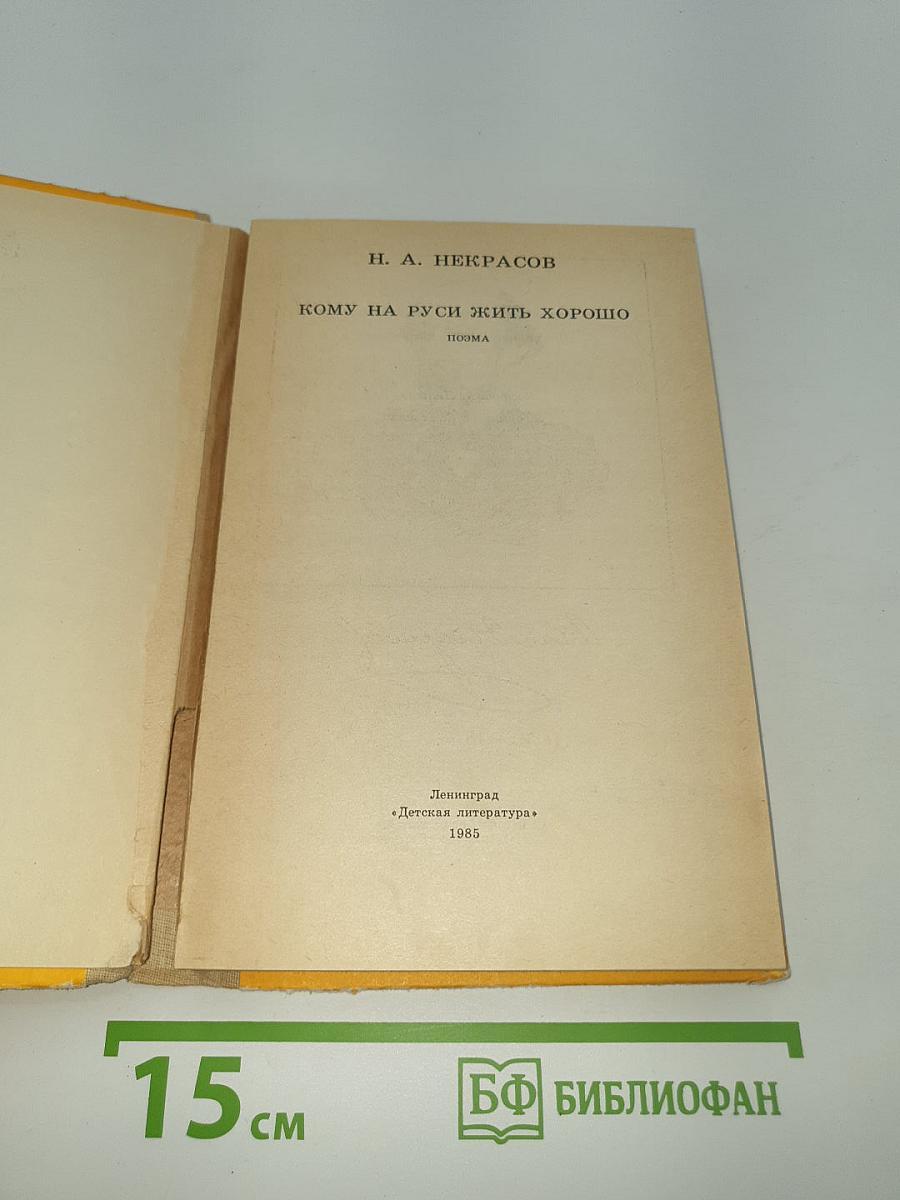 Н. А. НЕКРАСОВ
КОМУ НА РУСИ ЖИТЬ ХОРОШО
ПОЭМА
Ленинград
«Детская литература»
1985
15 см
БФ БИБЛИОФАН